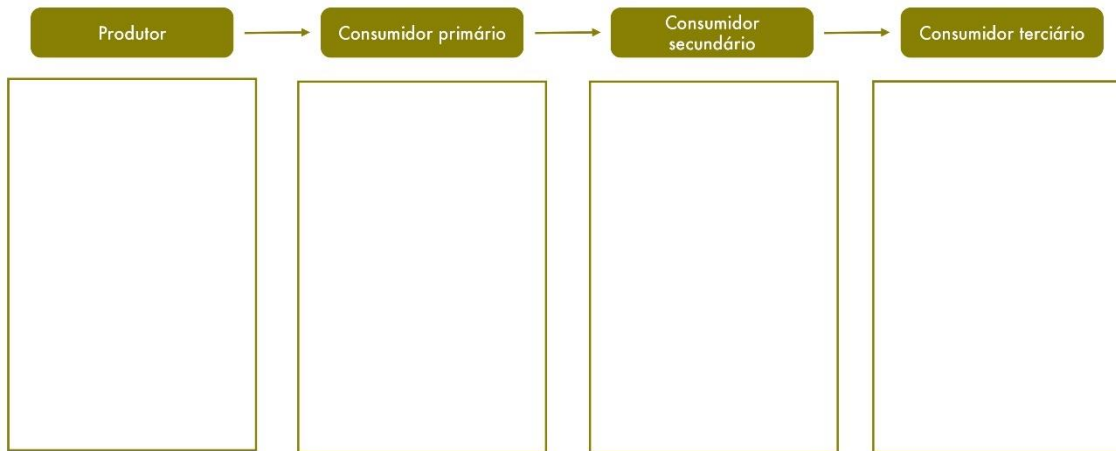 Produtor
Consumidor primário
Consumidor
secundário
Consumidor terciário